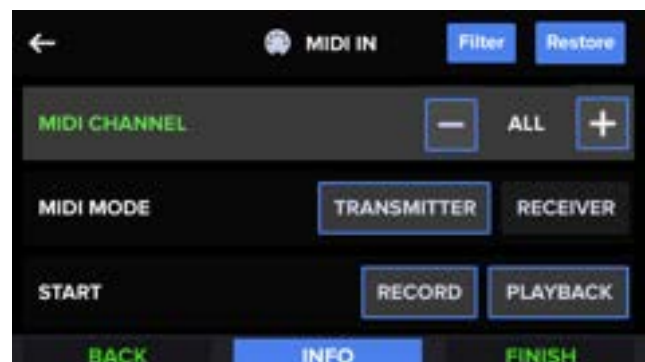 MIDI IN Filter Restore
MIDI CHANNEL — ALL +
MIDI MODE TRANSMITTER RECEIVER
START RECORD PLAYBACK
BACK INFO FINISH